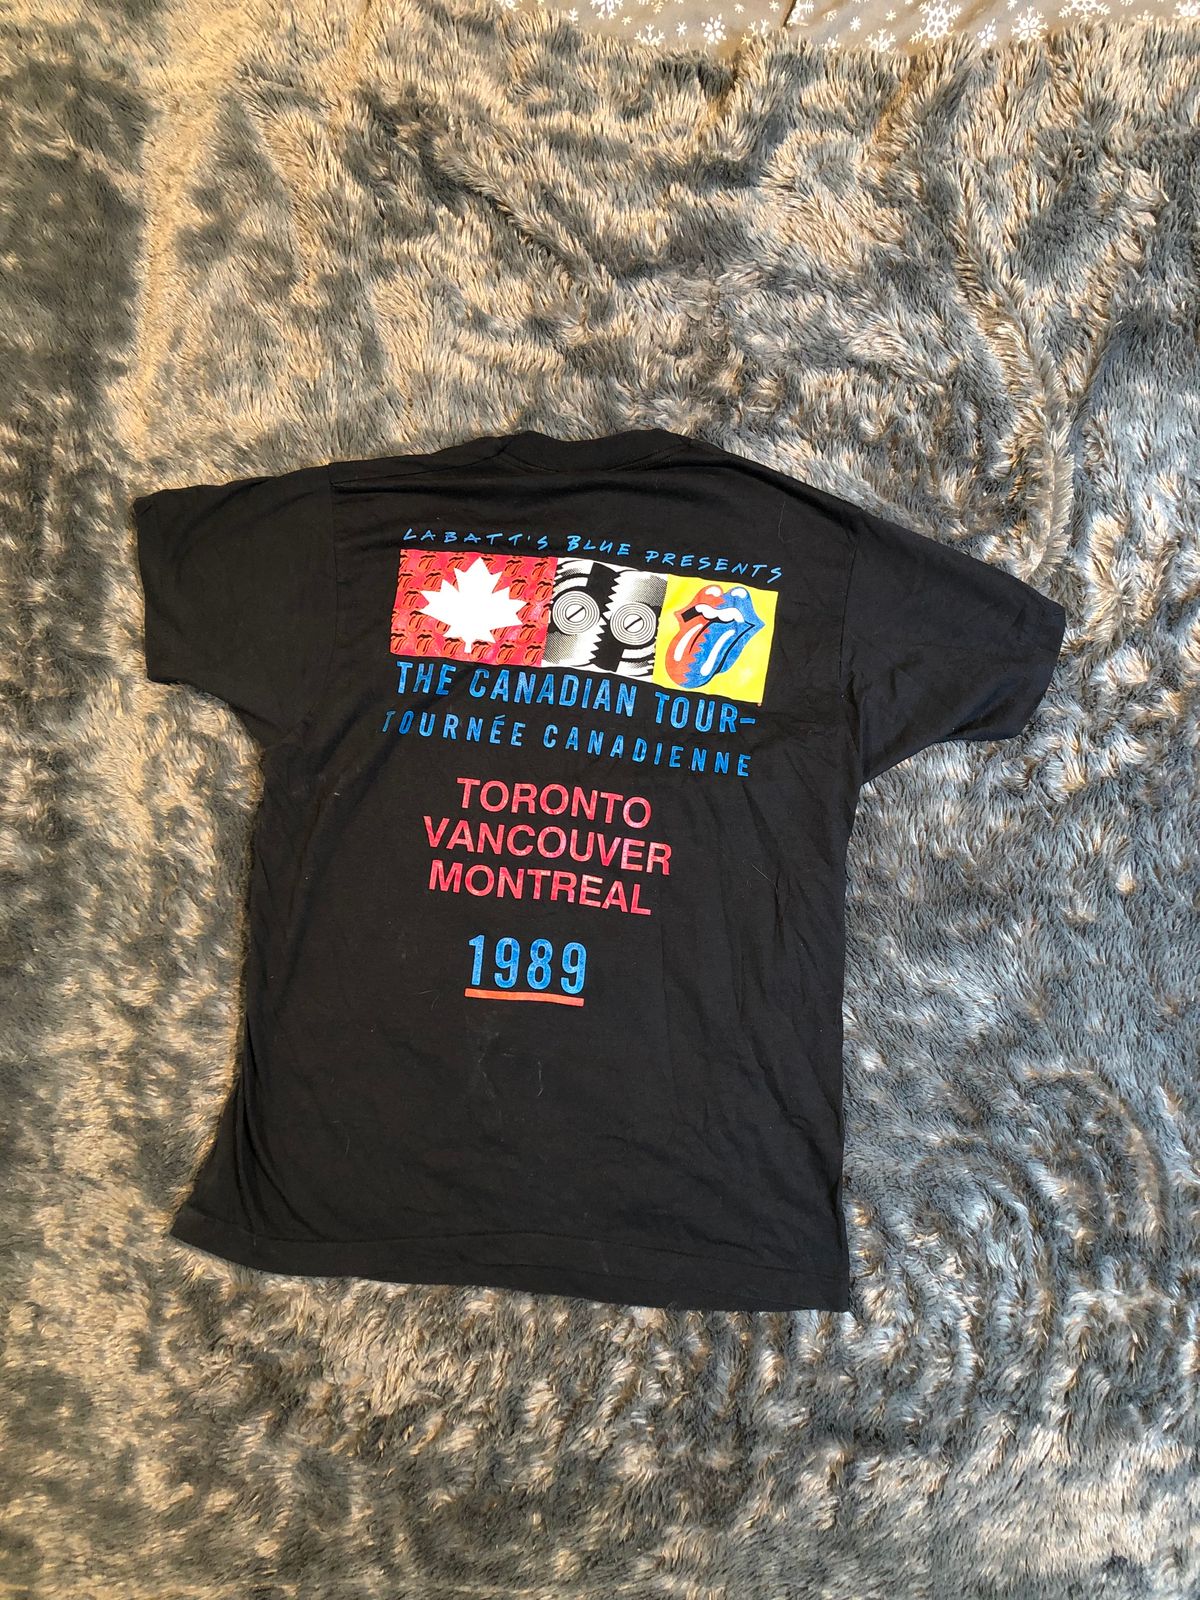 LABATT'S BLUE PRESENTS
THE CANADIAN TOUR-
TOURNÉE CANADIENNE
TORONTO
VANCOUVER
MONTREAL
1989